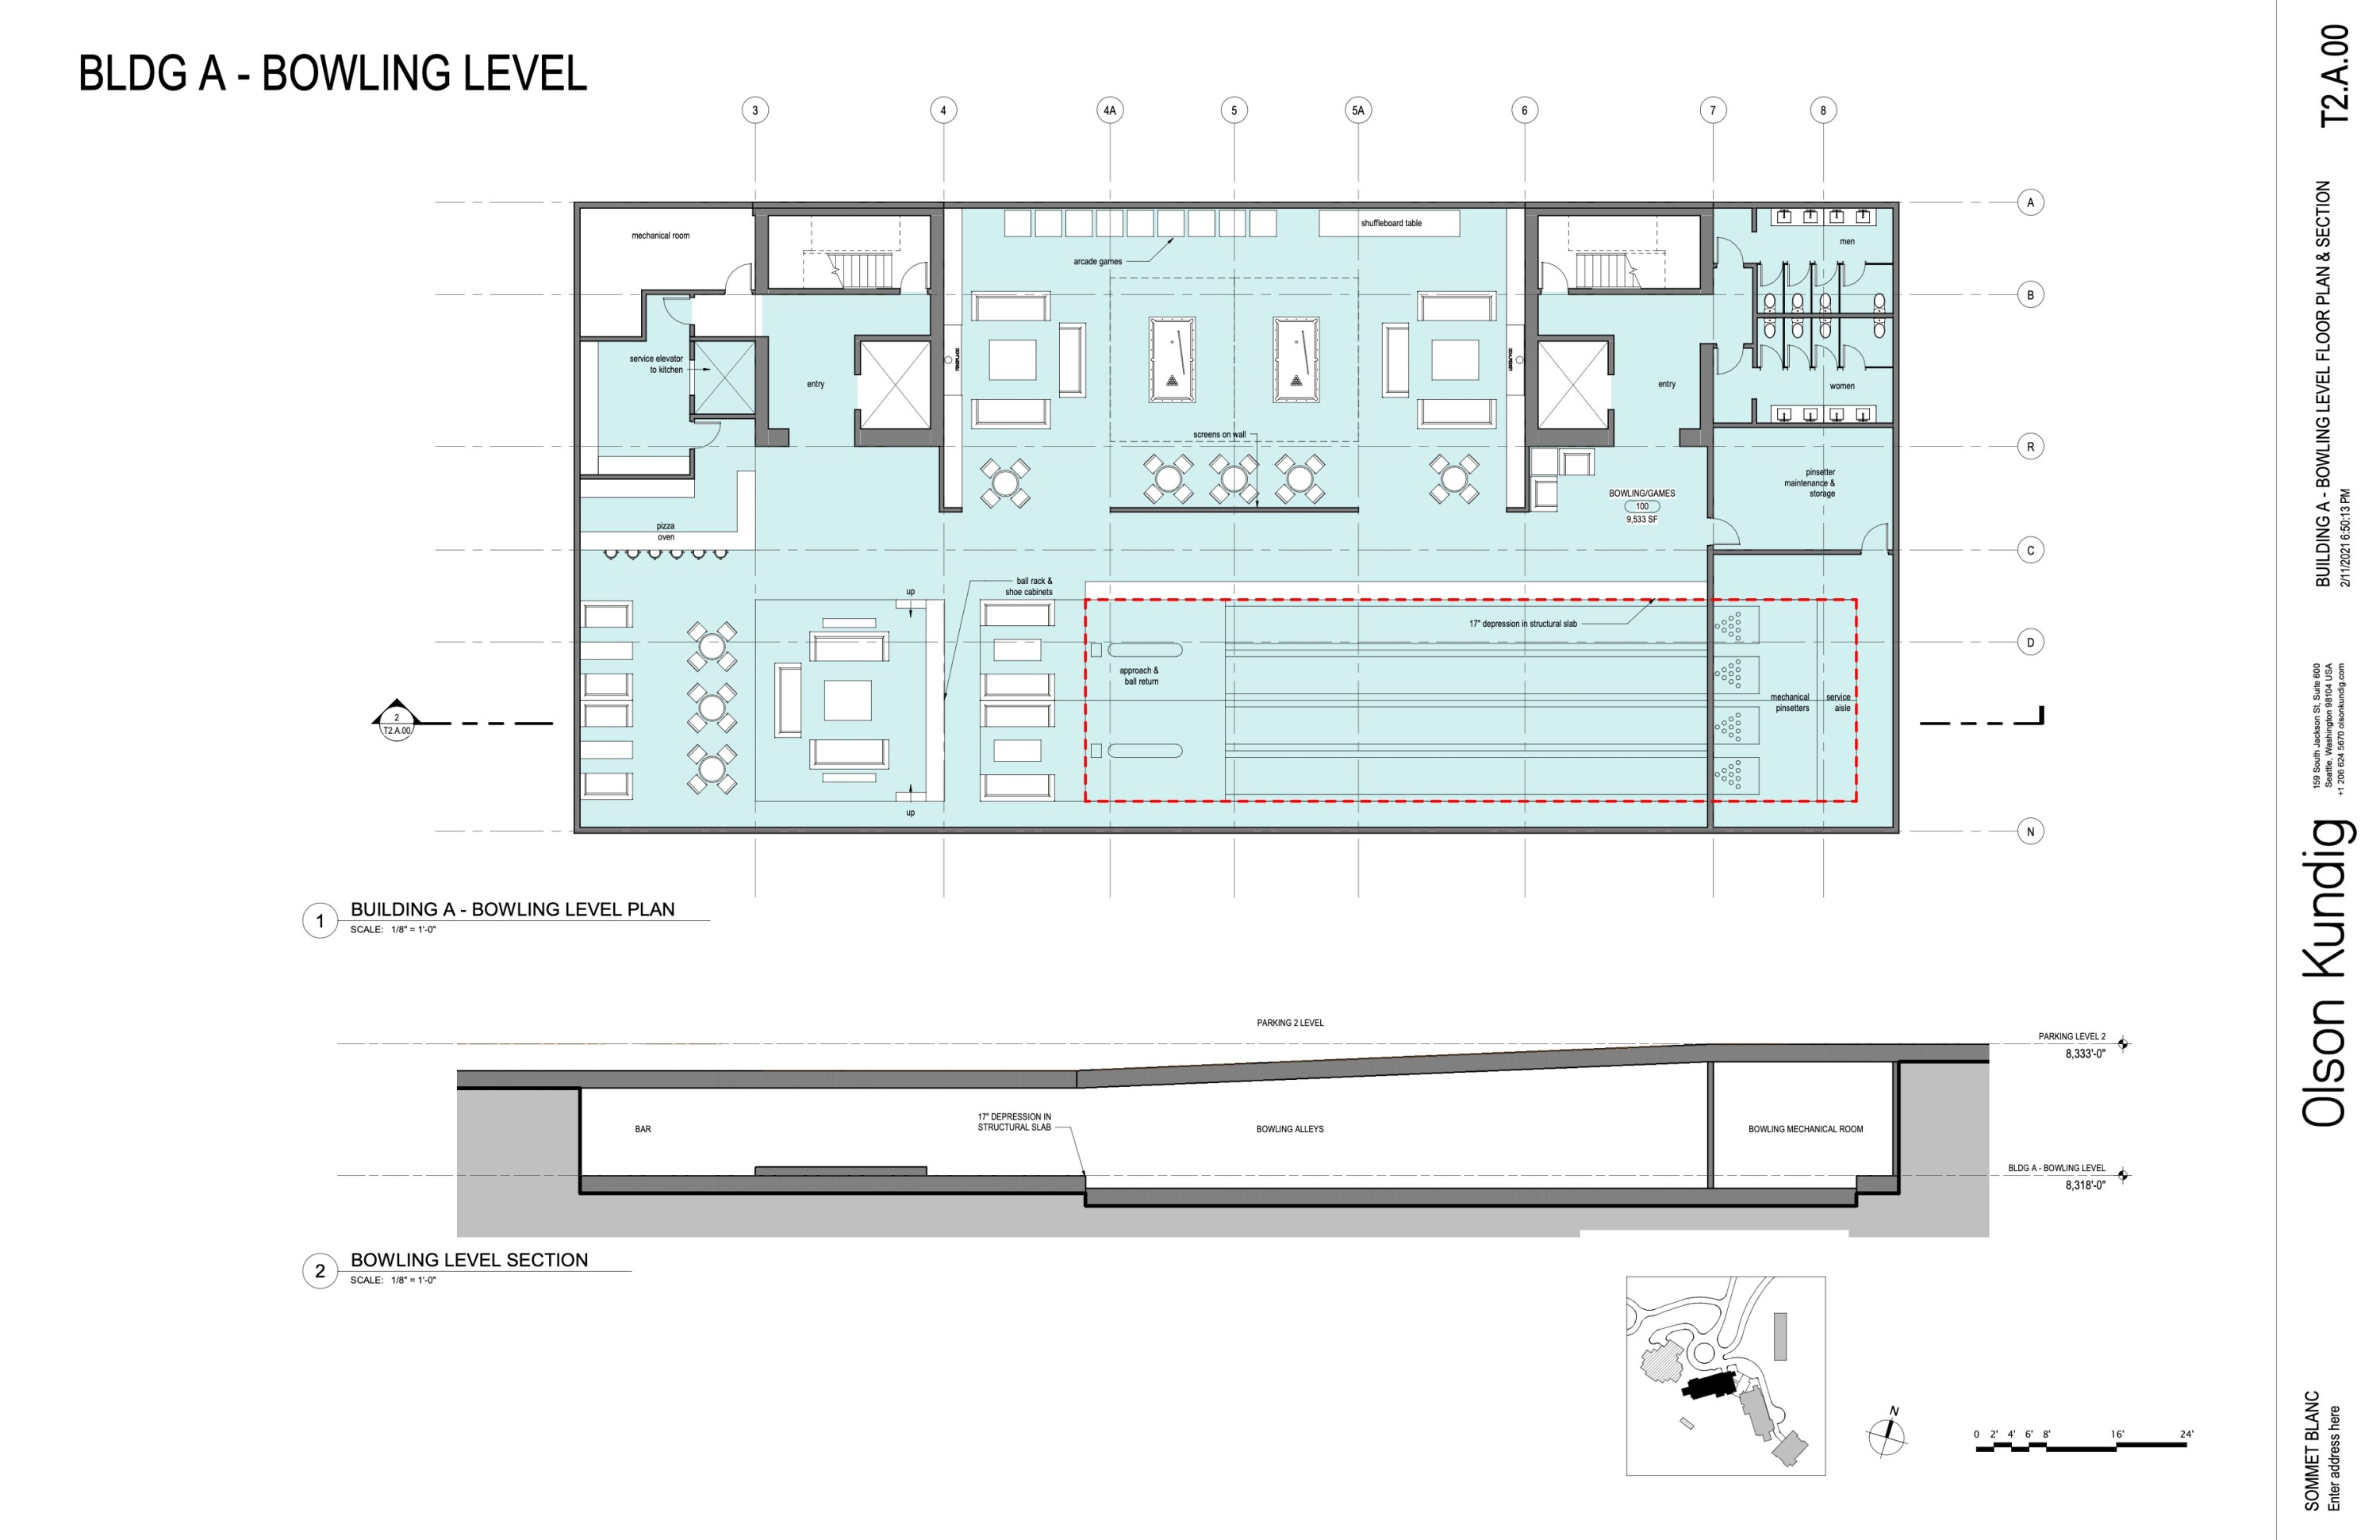 BLDG A - BOWLING LEVEL
3
4
4A
5
5A
6
7
8
A
B
R
C
D
N
mechanical room
arcade games
shuffleboard table
men
service elevator
to kitchen
entry
FIREPLACE
screens on wall
entry
women
pizza
oven
BOWLING/GAMES
100
9,533 SF
pinsetter
maintenance &
storage
up
ball rack &
shoe cabinets
17" depression in structural slab
approach &
ball return
mechanical
pinsetters
service
aisle
up
2
T2.A.00
1
BUILDING A - BOWLING LEVEL PLAN
SCALE: 1/8" = 1'-0"
PARKING 2 LEVEL
PARKING LEVEL 2
8,333'-0"
BAR
17" DEPRESSION IN
STRUCTURAL SLAB
BOWLING ALLEYS
BOWLING MECHANICAL ROOM
BLDG A - BOWLING LEVEL
8,318'-0"
2
BOWLING LEVEL SECTION
SCALE: 1/8" = 1'-0"
N
0 2' 4' 6' 8' 16' 24'
T2.A.00
BUILDING A - BOWLING LEVEL FLOOR PLAN & SECTION
2/11/2021 6:50:13 PM
159 South Jackson St, Suite 600
Seattle, Washington 98104 USA
+1 206 624 5670 olsonkundig.com
Olson Kundig
SOMMET BLANC
Enter address here